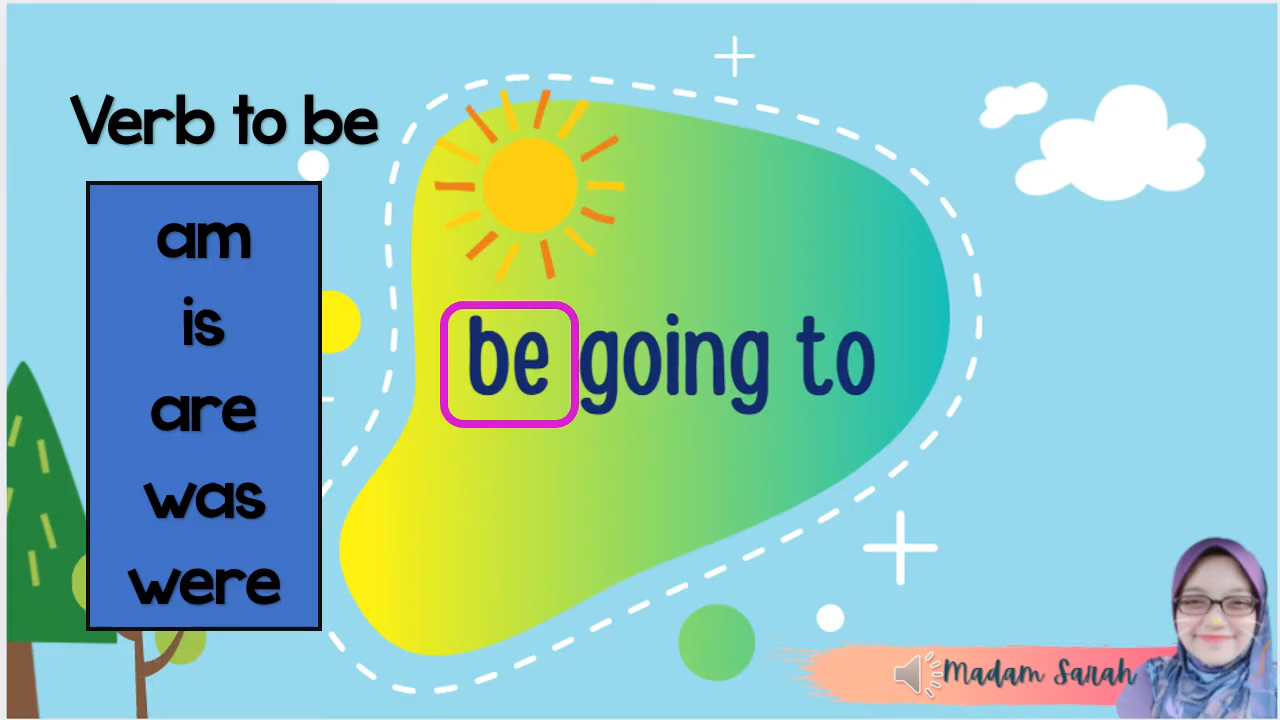 Verb to be
am
is
are
was
were
be going to
Madam Sarah